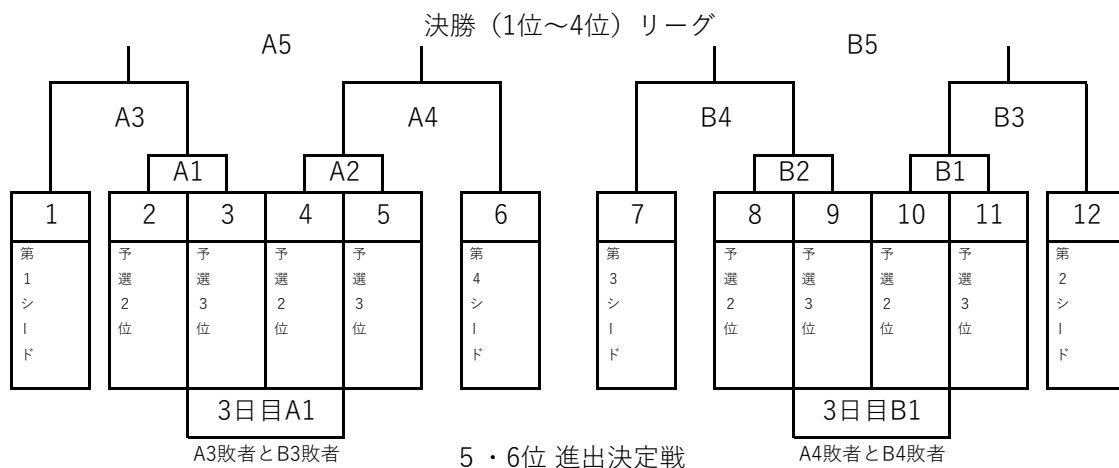 決勝（1位～4位）リーグ
A5
B5
A3
A4
B4
B3
A1
A2
B2
B1
1
2
3
4
5
6
7
8
9
10
11
12
第1シード
予選2位
予選3位
予選2位
予選3位
第4シード
第3シード
予選2位
予選3位
予選2位
予選3位
第2シード
3日目A1
3日目B1
A3敗者とB3敗者
5・6位 進出決定戦
A4敗者とB4敗者